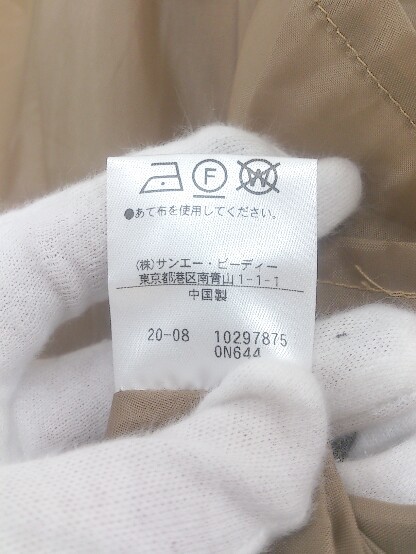 F W
●あて布を使用してください。
(株)サンエー・ビーディー
東京都港区南青山1-1-1
中国製
20-08 10297875
0N644